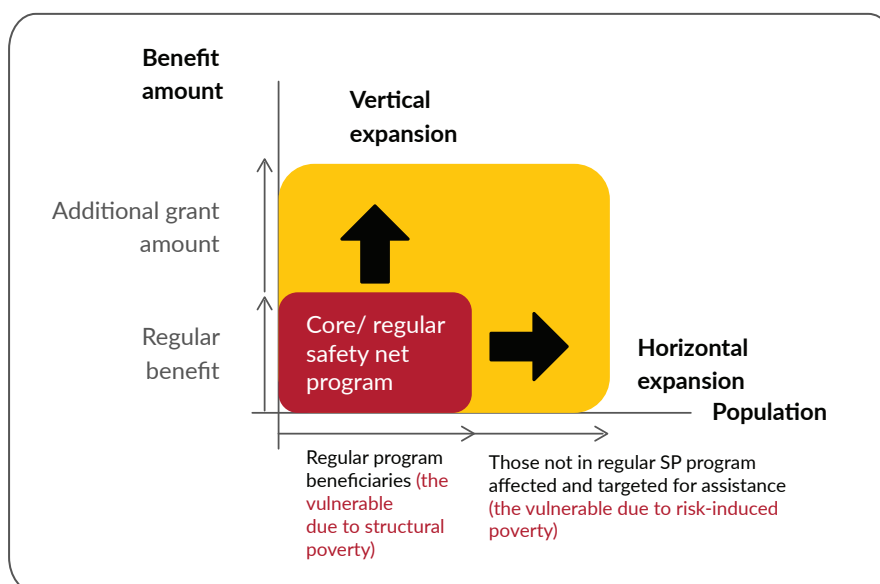 Benefit
amount
Vertical
expansion
Additional grant
amount
Regular
benefit
Core/ regular
safety net
program
Horizontal
expansion
Population
Regular program
beneficiaries (the
vulnerable
due to structural
poverty)
Those not in regular SP program
affected and targeted for assistance
(the vulnerable due to risk-induced
poverty)